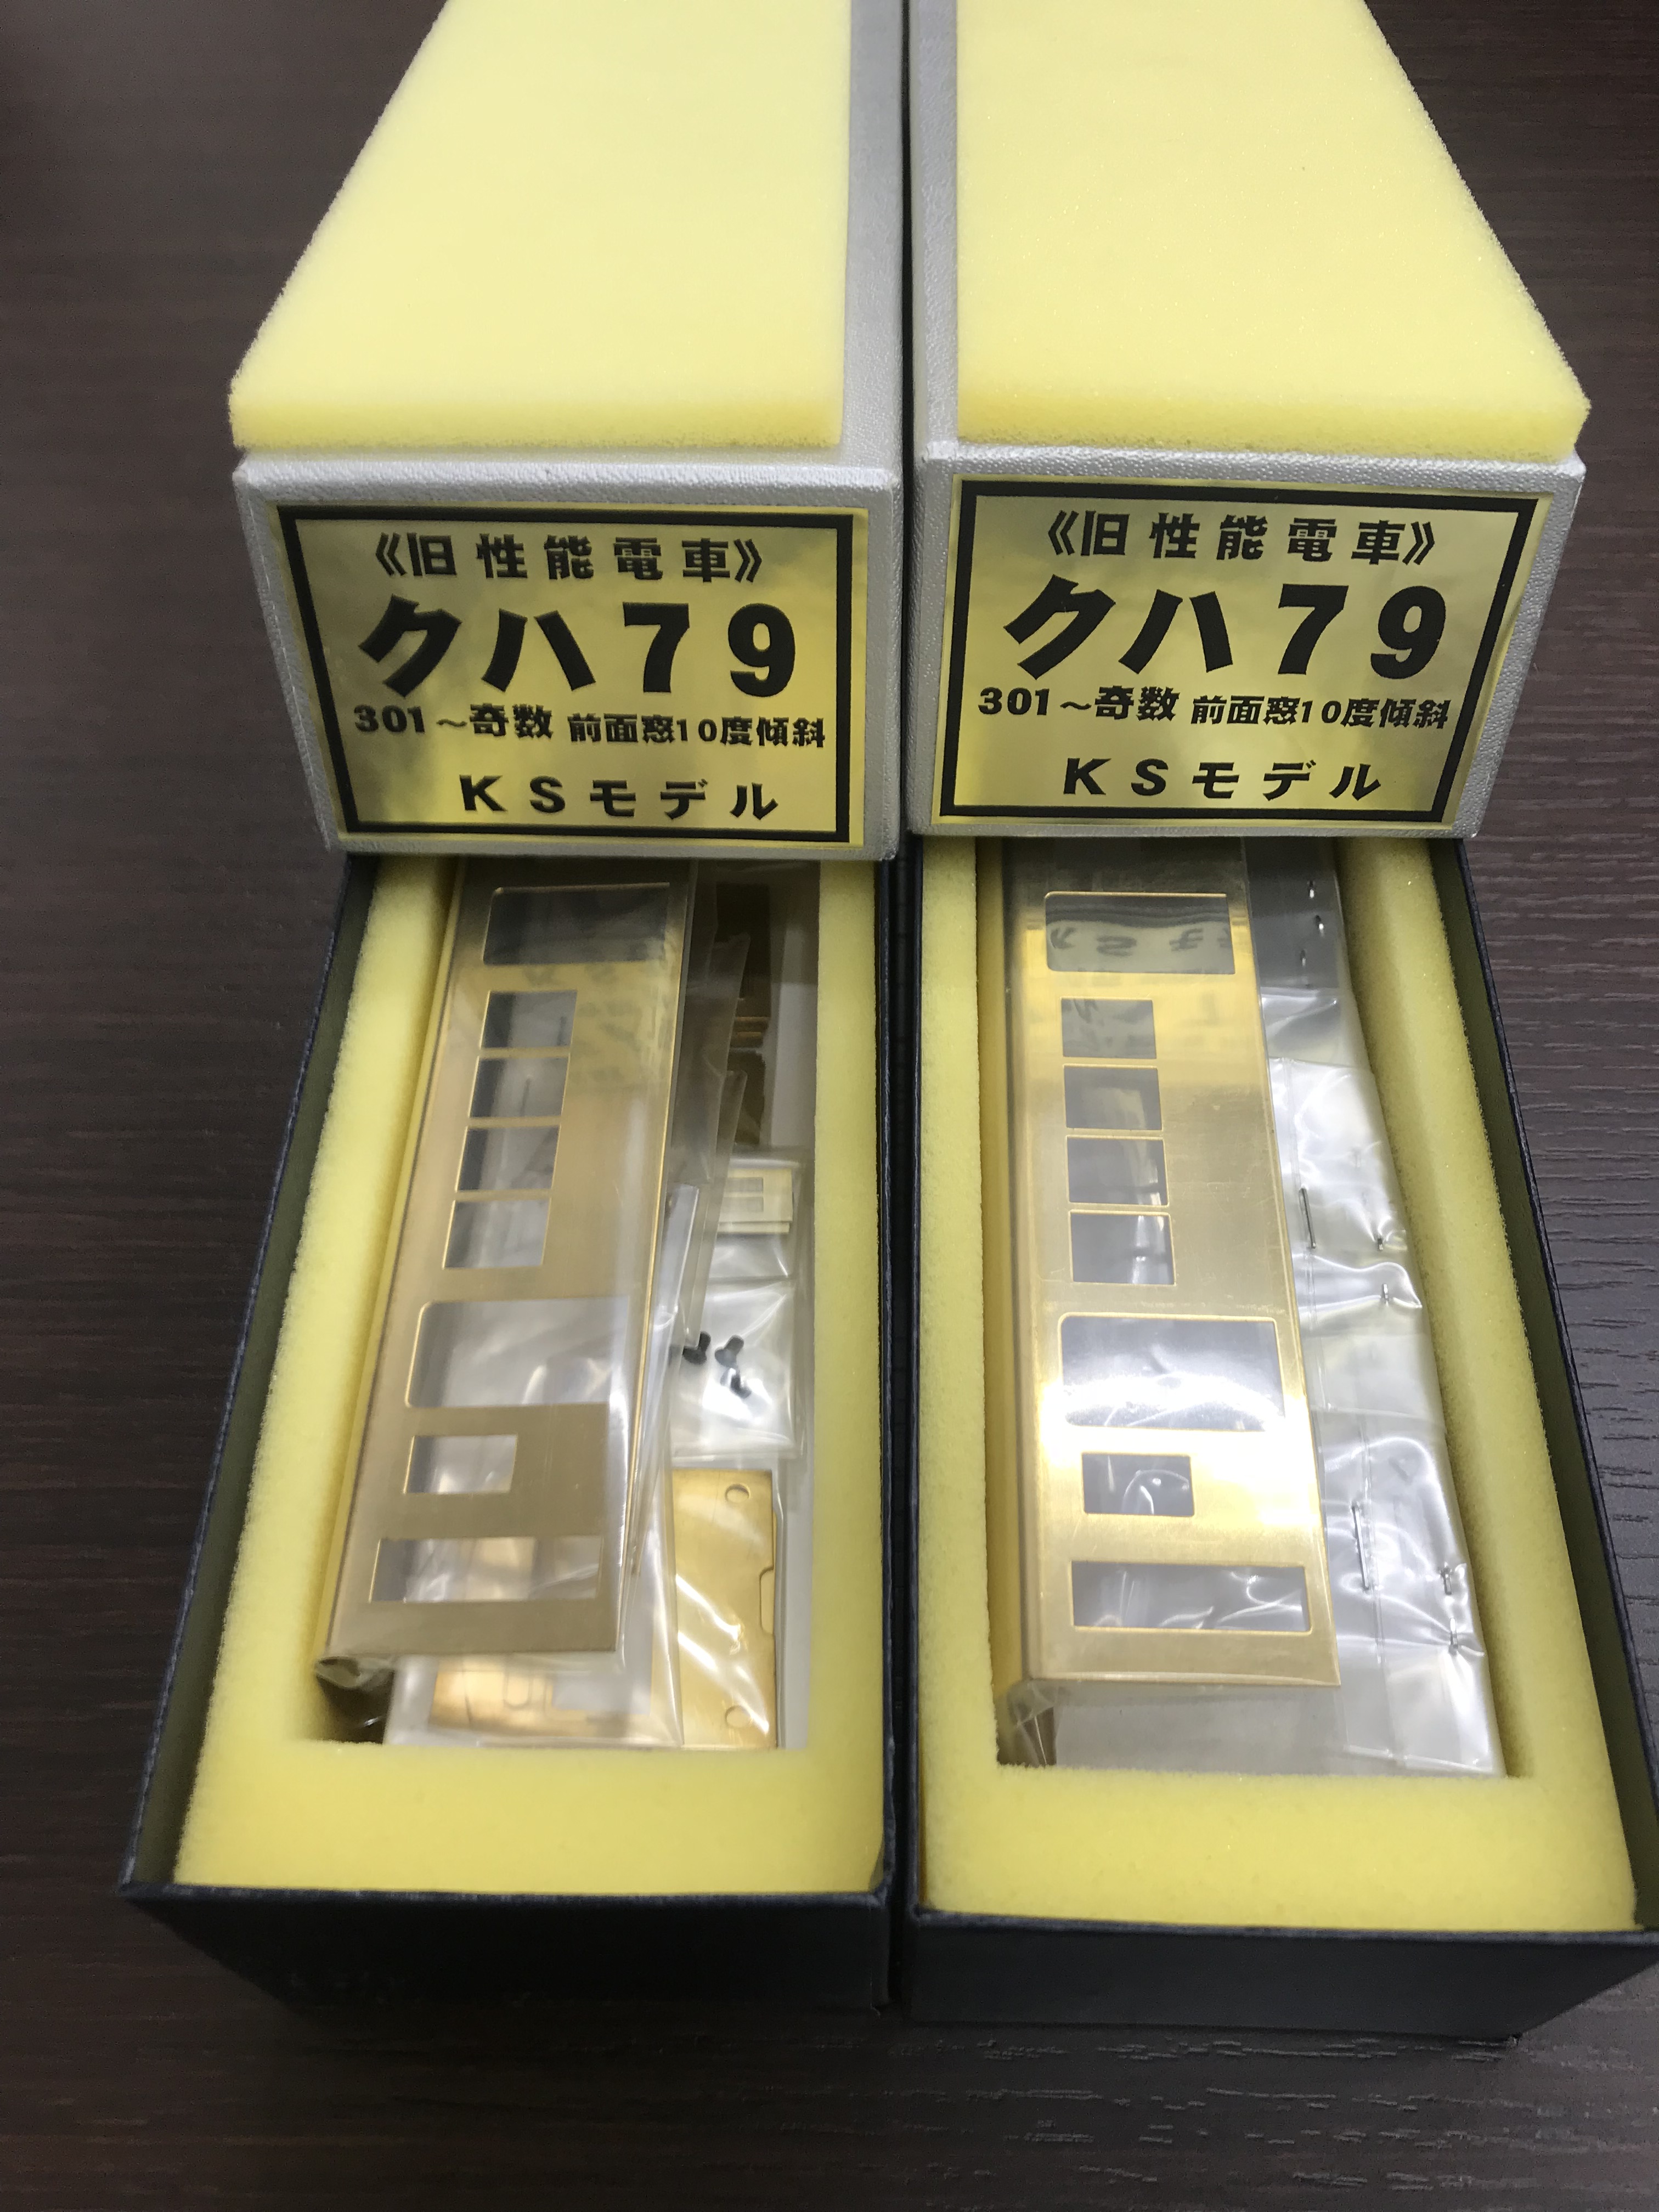 《旧性能電車》
クハ79
301～奇数 前面窓10度傾斜
KSモデル
《旧性能電車》
クハ79
301～奇数 前面窓10度傾斜
KSモデル